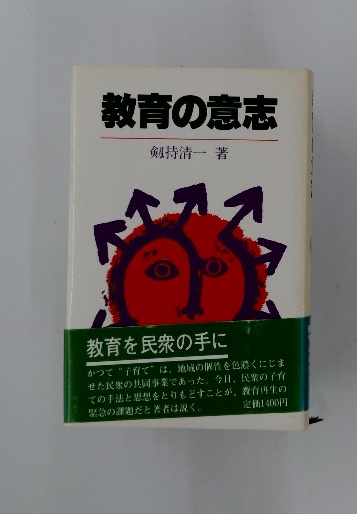 教育の意志
剱持清一 著
教育を民衆の手に
かつて“子育て”は、地域の個性を色濃くにじま
せた民衆の共同事業であった。今日、民衆の子育
ての手法と思想をとりもどすことが、教育再生の
緊急の課題だと著者は説く。
定価1400円